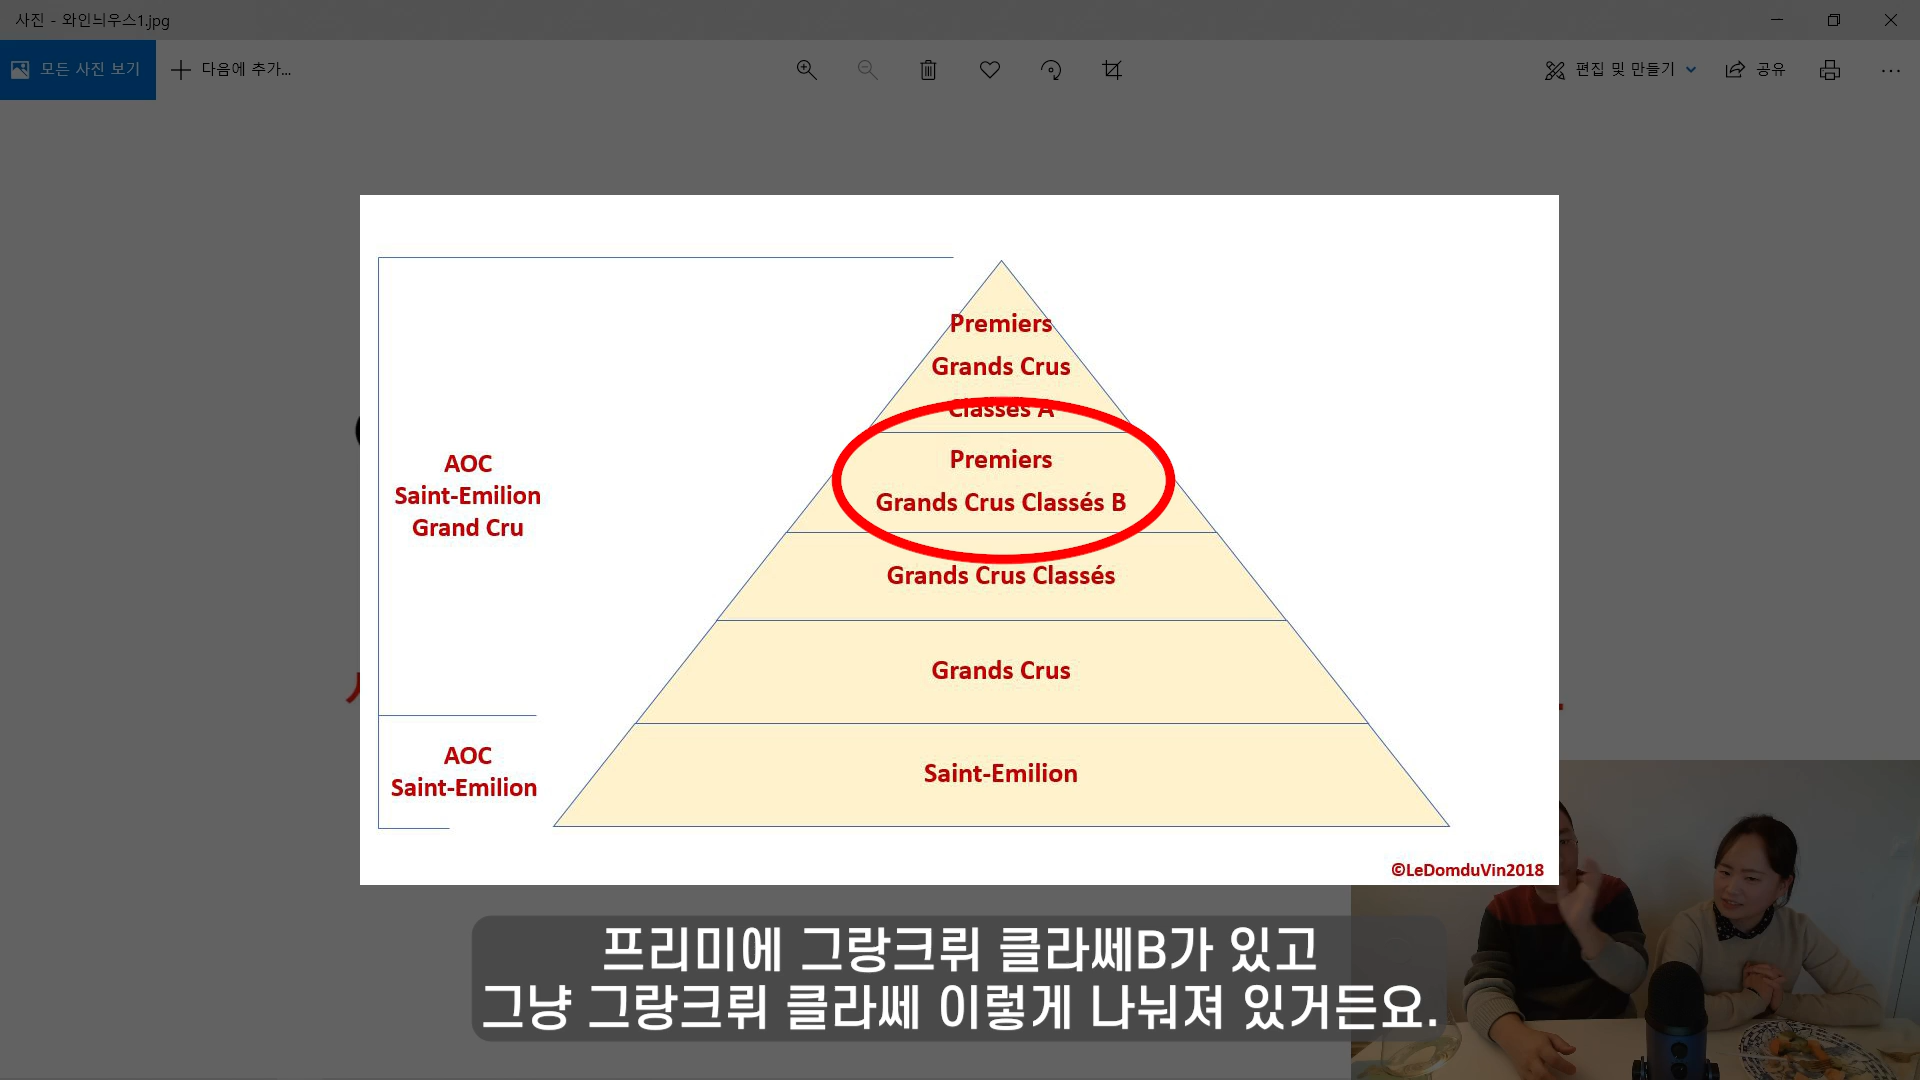 사진 - 와인늬우스1.jpg
모든 사진 보기
다음에 추가...
편집 및 만들기
공유
Premiers
Grands Crus
Classés A
Premiers
Grands Crus Classés B
Grands Crus Classés
Grands Crus
Saint-Emilion
AOC
Saint-Emilion
Grand Cru
AOC
Saint-Emilion
©LeDomduVin2018
프리미에 그랑크뤼 클라쎄B가 있고
그냥 그랑크뤼 클라쎄 이렇게 나눠져 있거든요.